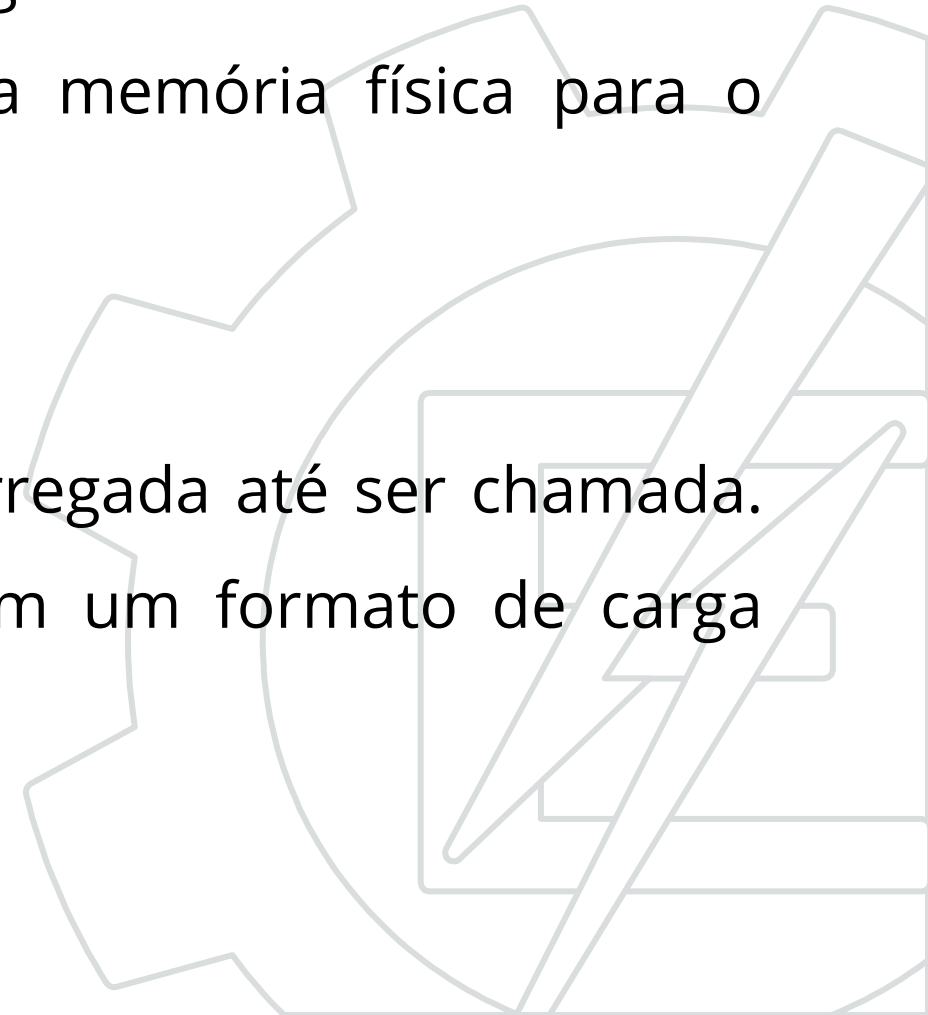 a memória física para o
rregada até ser chamada.
m um formato de carga